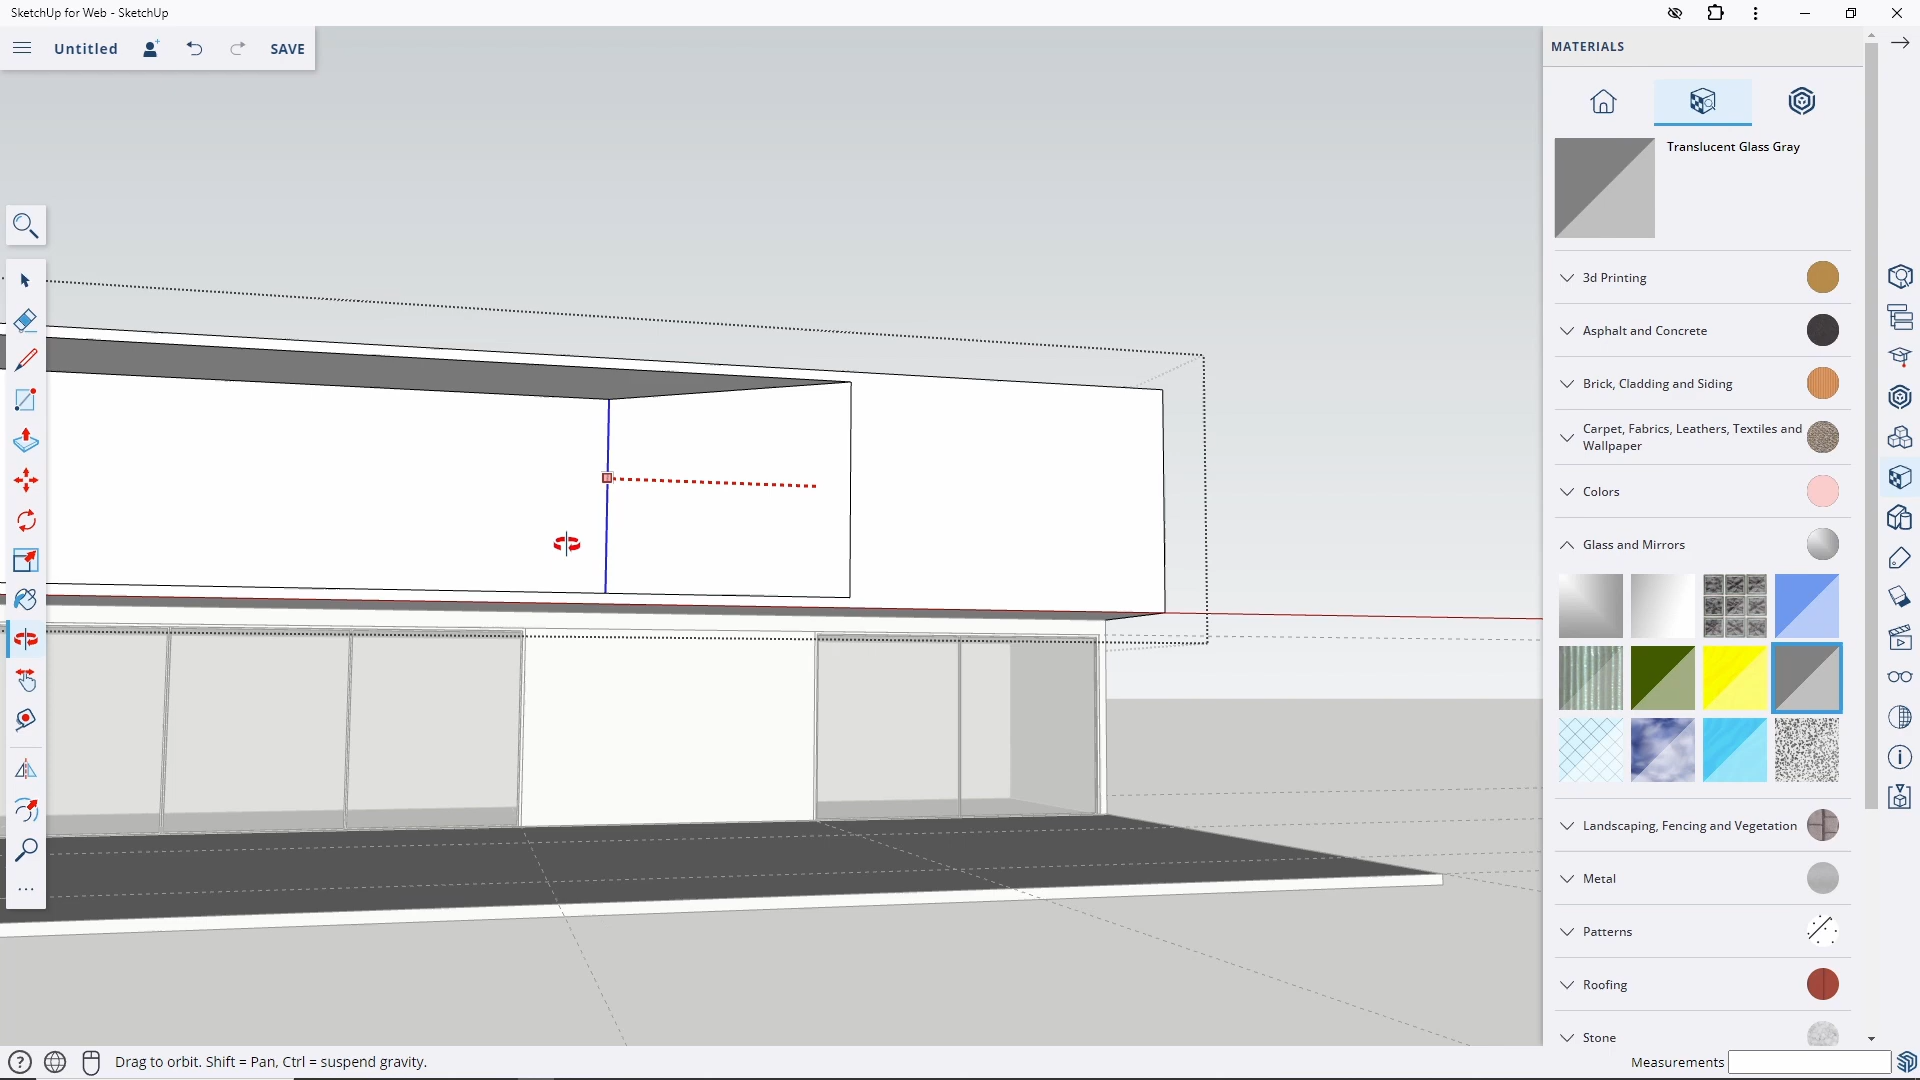 SketchUp for Web - SketchUp
Untitled
SAVE
MATERIALS
Translucent Glass Gray
3d Printing
Asphalt and Concrete
Brick, Cladding and Siding
Carpet, Fabrics, Leathers, Textiles and
Wallpaper
Colors
Glass and Mirrors
Landscaping, Fencing and Vegetation
Metal
Patterns
Roofing
Stone
Drag to orbit. Shift = Pan, Ctrl = suspend gravity.
Measurements